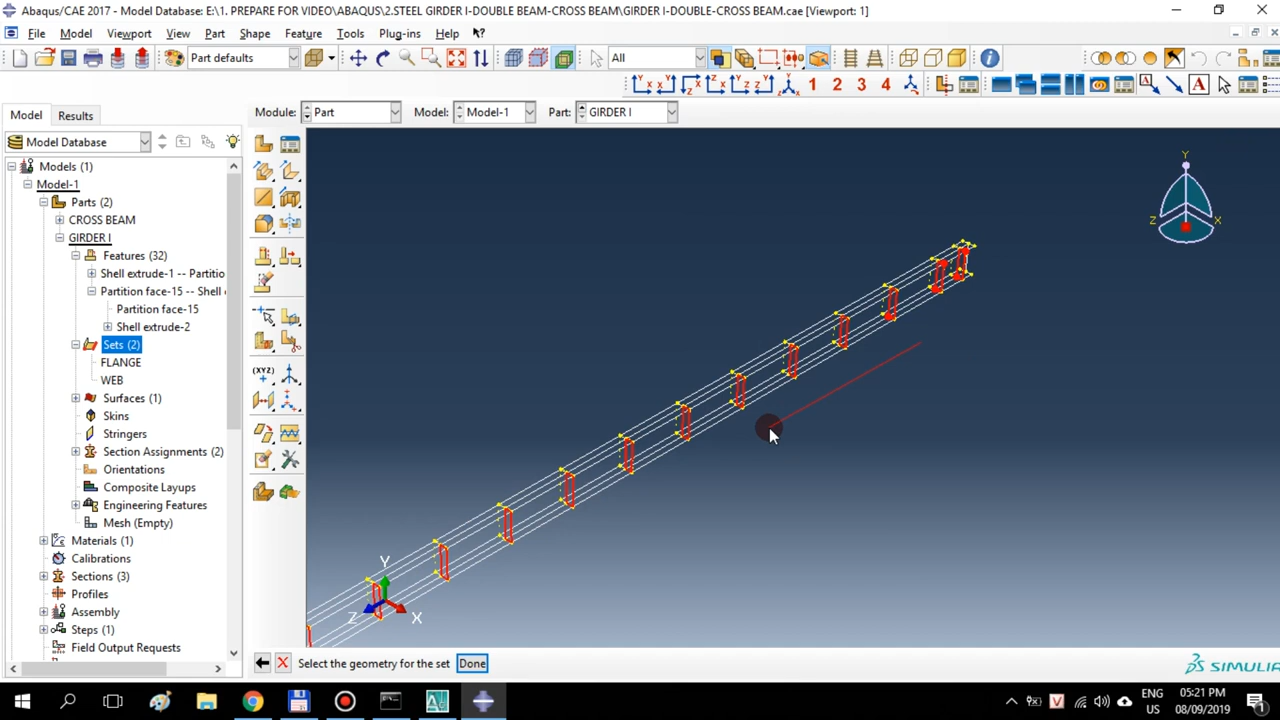 Abaqus/CAE 2017 - Model Database: E:\1. PREPARE FOR VIDEO\ABAQUS\2.STEEL GIRDER I-DOUBLE BEAM-CROSS BEAM\GIRDER I-DOUBLE-CROSS BEAM.cae [Viewport: 1]
File Model Viewport View Part Shape Feature Tools Plug-ins Help
Part defaults All
1 2 3 4 A
Model Results Module: Part Model: Model-1 Part: GIRDER I
Model Database
Models (1)
Model-1
Parts (2)
CROSS BEAM
GIRDER I
Features (32)
Shell extrude-1 -- Partitio
Partition face-15 -- Shell e
Partition face-15
Shell extrude-2
Sets (2)
FLANGE
WEB
Surfaces (1)
Skins
Stringers
Section Assignments (2)
Orientations
Composite Layups
Engineering Features
Mesh (Empty)
Materials (1)
Calibrations
Sections (3)
Profiles
Assembly
Steps (1)
Field Output Requests
(XYZ)
Y
Z X
Y
Z X
Select the geometry for the set Done
SIMULIA
ENG 05:21 PM
US 08/09/2019